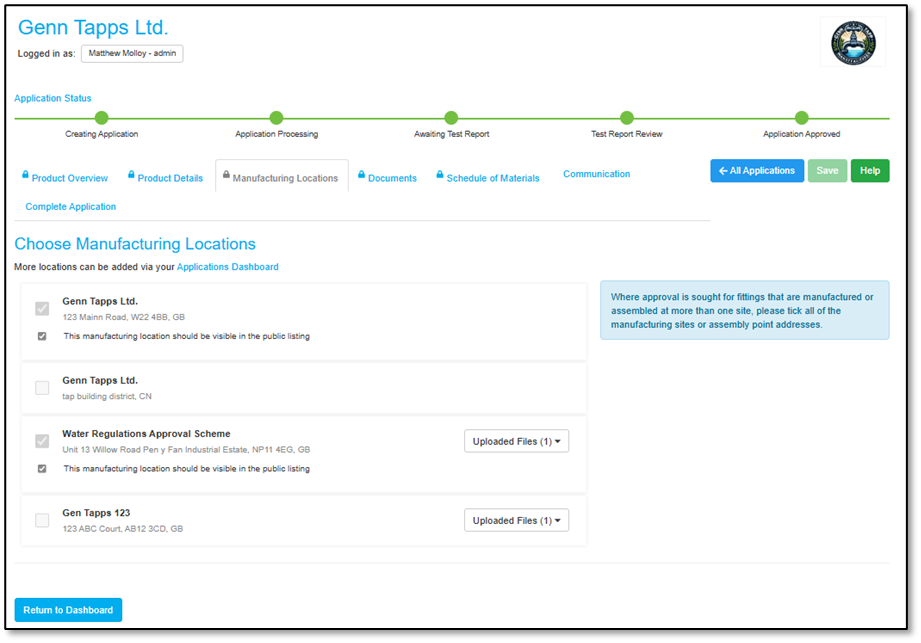 Genn Tapps Ltd.
Logged in as: Matthew Molloy - admin
Application Status
Creating Application Application Processing Awaiting Test Report Test Report Review Application Approved
Product Overview Product Details Manufacturing Locations Documents Schedule of Materials Communication
All Applications Save Help
Complete Application
Choose Manufacturing Locations
More locations can be added via your Applications Dashboard
Genn Tapps Ltd.
123 Mainn Road, W22 4BB, GB
This manufacturing location should be visible in the public listing
Genn Tapps Ltd.
tap building district, CN
Water Regulations Approval Scheme
Unit 13 Willow Road Pen y Fan Industrial Estate, NP11 4EG, GB
Uploaded Files (1)
This manufacturing location should be visible in the public listing
Gen Tapps 123
123 ABC Court, AB12 3CD, GB
Uploaded Files (1)
Where approval is sought for fittings that are manufactured or
assembled at more than one site, please tick all of the
manufacturing sites or assembly point addresses.
Return to Dashboard